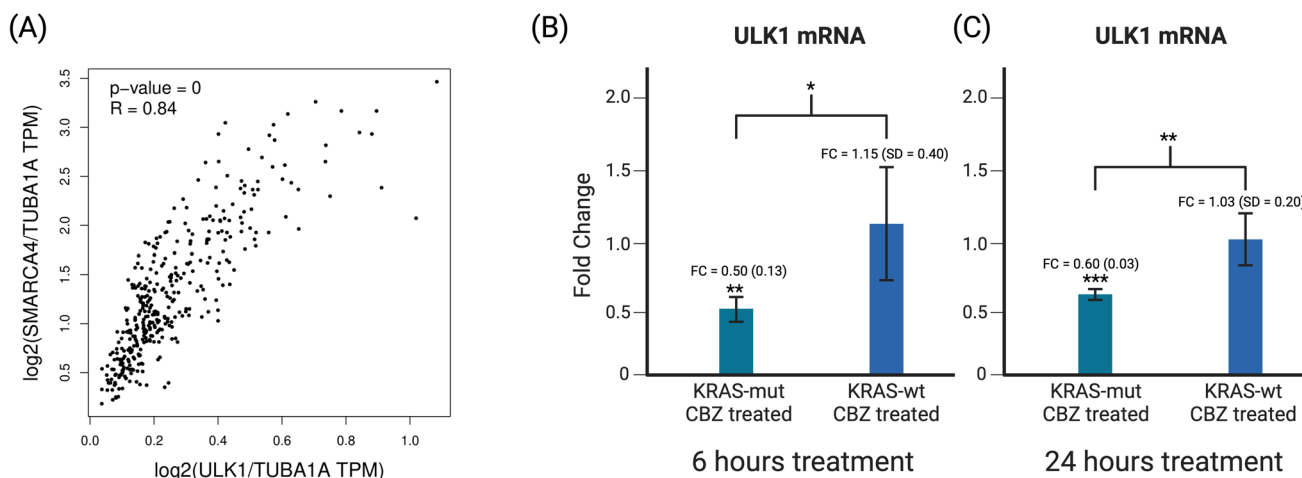 (A)
p-value = 0
R = 0.84
log2(SMARCA4/TUBA1A TPM)
3.5
3.0
2.5
2.0
1.5
1.0
0.5
0.0 0.2 0.4 0.6 0.8 1.0
log2(ULK1/TUBA1A TPM)
(B)
ULK1 mRNA
Fold Change
2.0
1.5
1.0
0.5
0
*
FC = 1.15 (SD = 0.40)
FC = 0.50 (0.13)
**
KRAS-mut KRAS-wt
CBZ treated CBZ treated
6 hours treatment
(C)
ULK1 mRNA
2.0
1.5
1.0
0.5
0
**
FC = 1.03 (SD = 0.20)
FC = 0.60 (0.03)
***
KRAS-mut KRAS-wt
CBZ treated CBZ treated
24 hours treatment